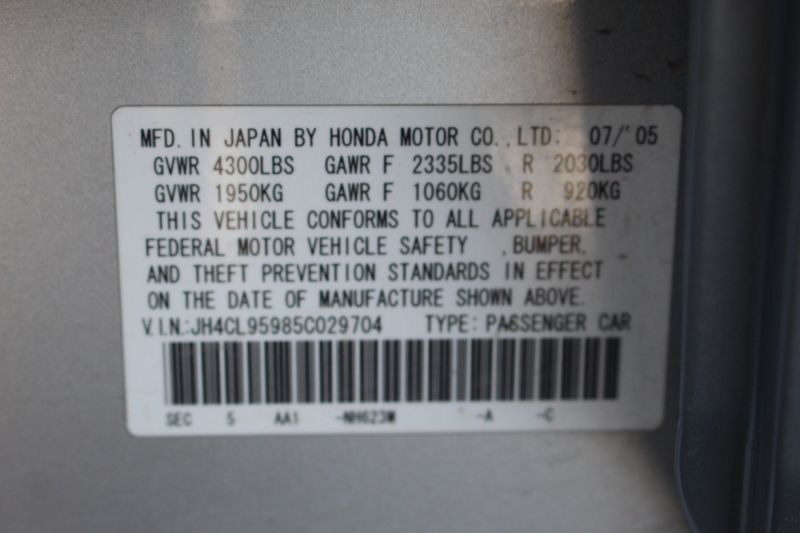 MFD. IN JAPAN BY HONDA MOTOR CO., LTD: 07/'05
GVWR 4300LBS GAWR F 2335LBS R 2030LBS
GVWR 1950KG GAWR F 1060KG R 920KG
THIS VEHICLE CONFORMS TO ALL APPLICABLE
FEDERAL MOTOR VEHICLE SAFETY , BUMPER,
AND THEFT PREVENTION STANDARDS IN EFFECT
ON THE DATE OF MANUFACTURE SHOWN ABOVE.
V.I.N.:JH4CL95985C029704 TYPE: PASSENGER CAR
SEC 5 AA1 -NH623M -A -C